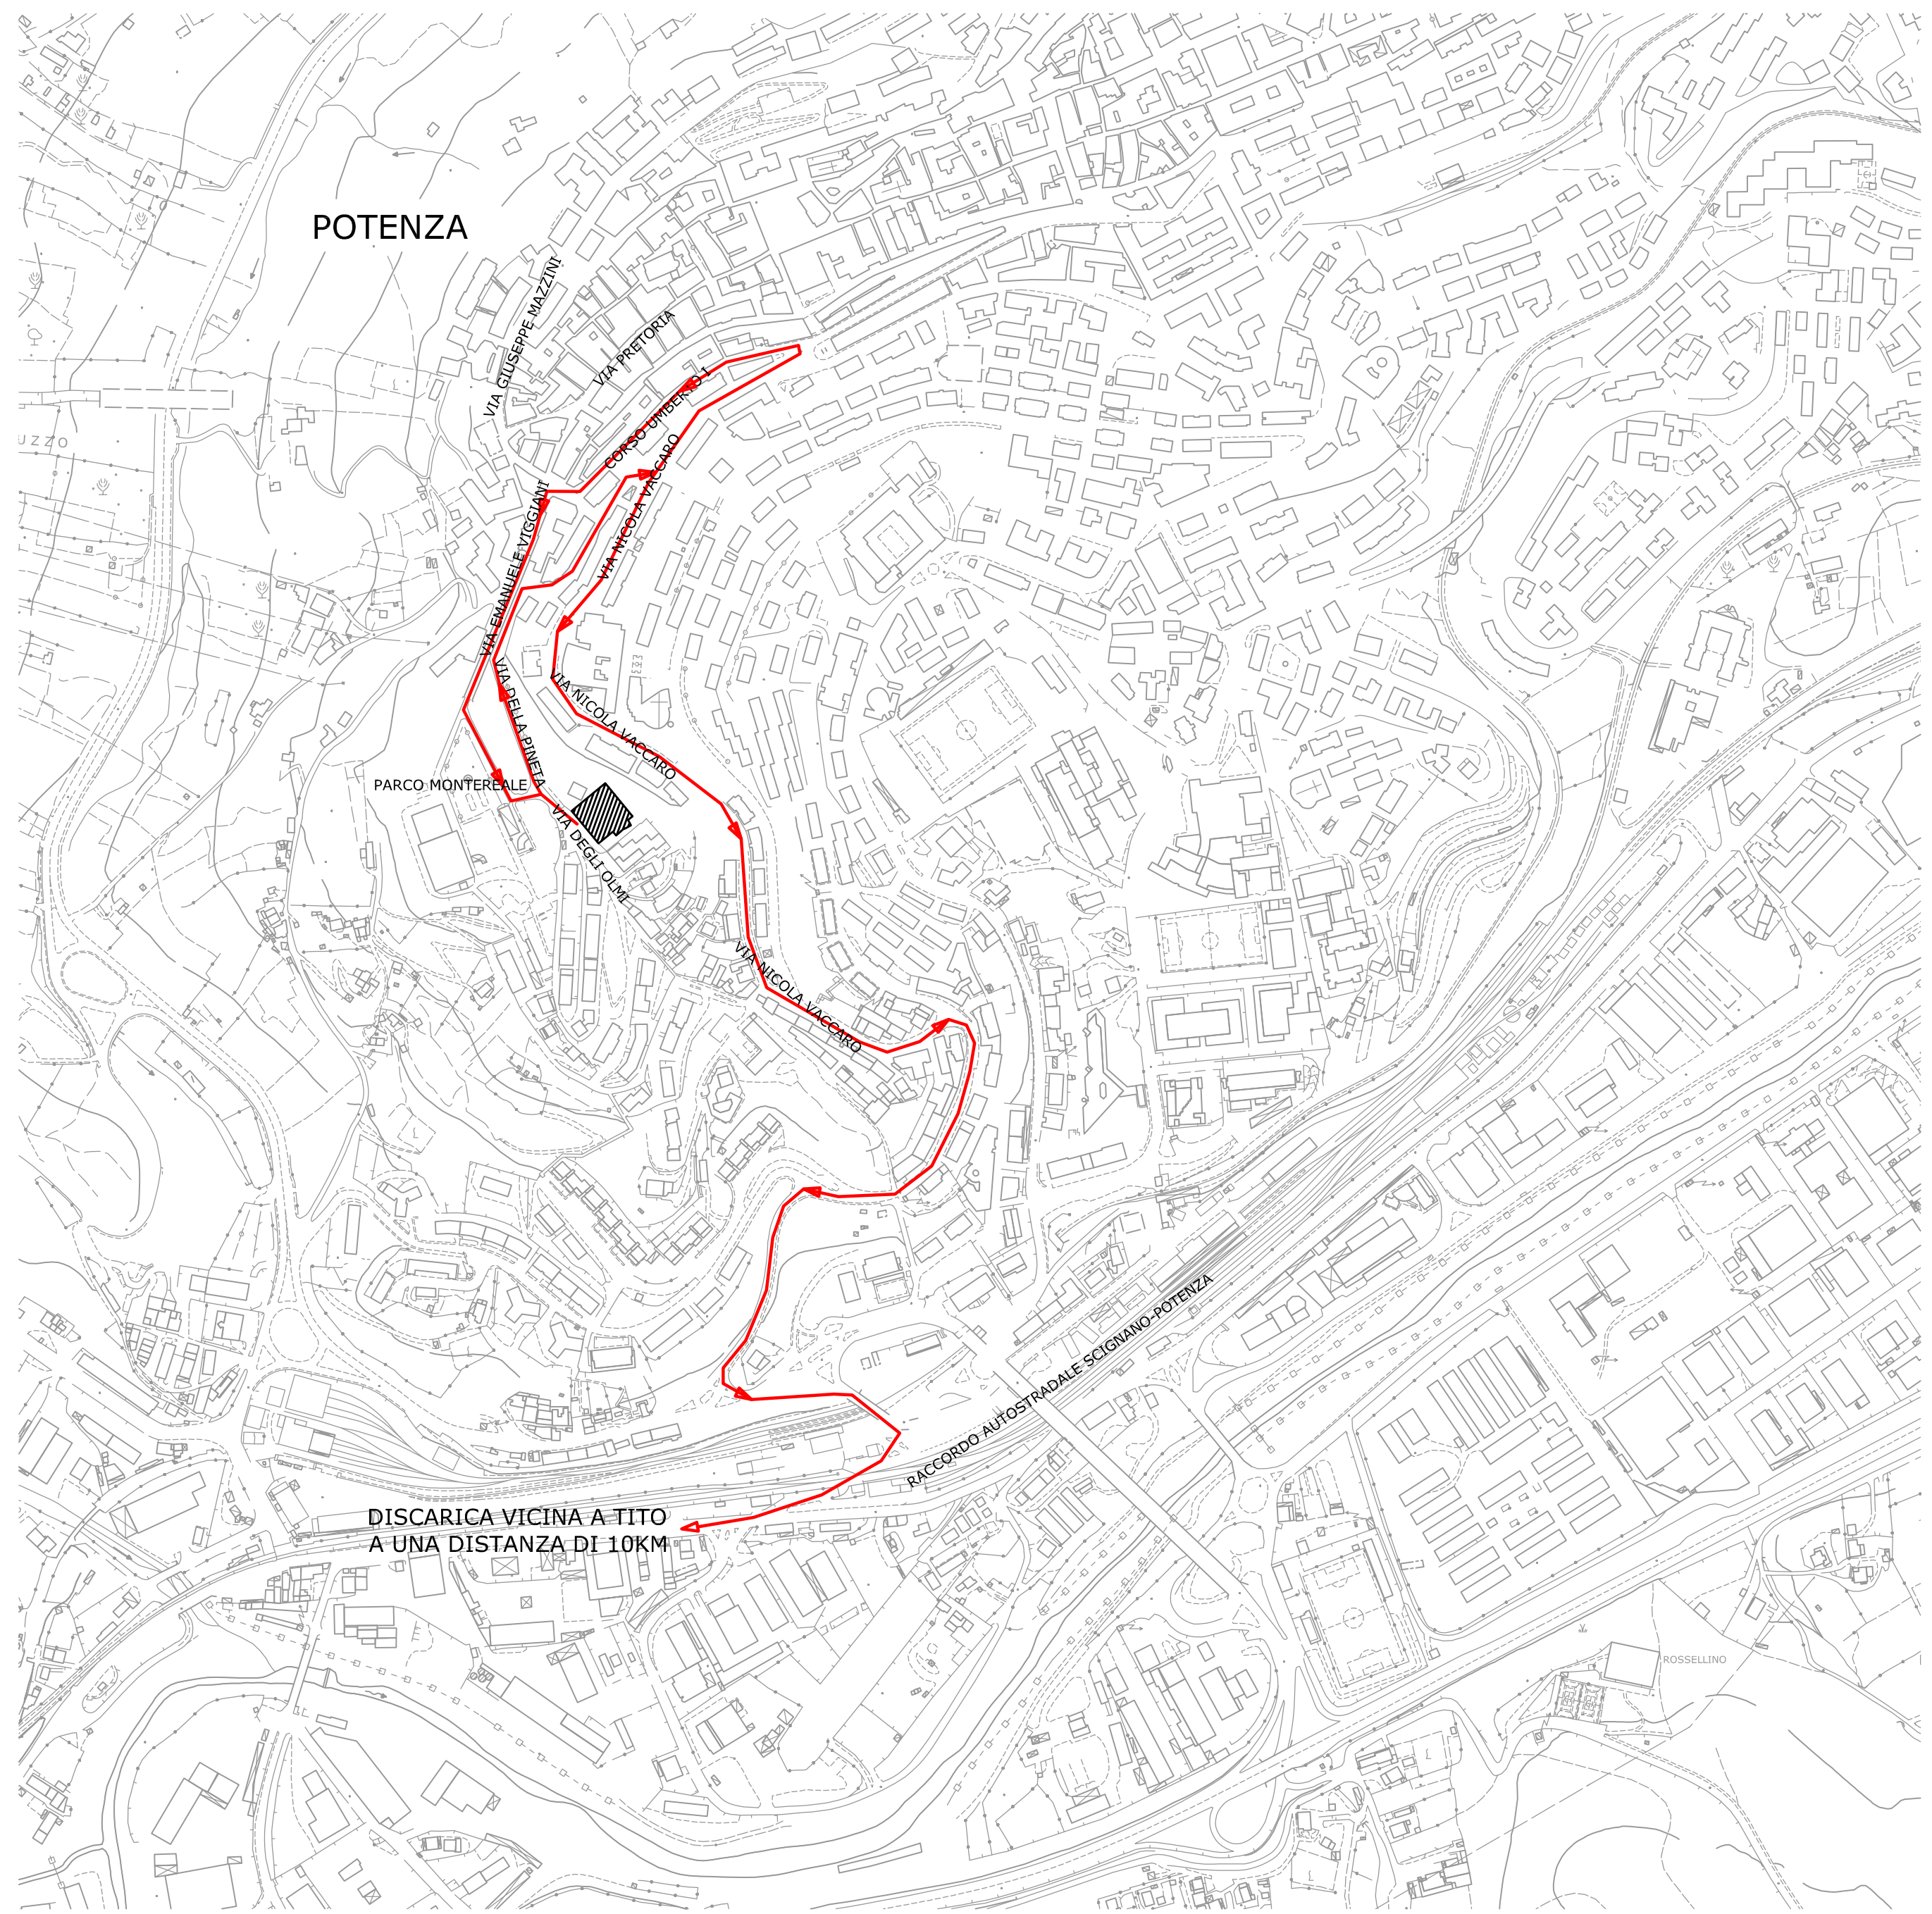 POTENZA
VIA GIUSEPPE MAZZINI
VIA PRETORIA
CORSO UMBERTO I
UZZO
VIA NICOLA VACCARO
VIA EMANUELE VIGGIANI
VIA DELLA PINETA
VIA NICOLA VACCARO
PARCO MONTEREALE
VIA DEGLI OLMI
VIA NICOLA VACCARO
RACCORDO AUTOSTRADALE SCIGNANO-POTENZA
DISCARICA VICINA A TITO
A UNA DISTANZA DI 10KM
ROSSELLINO